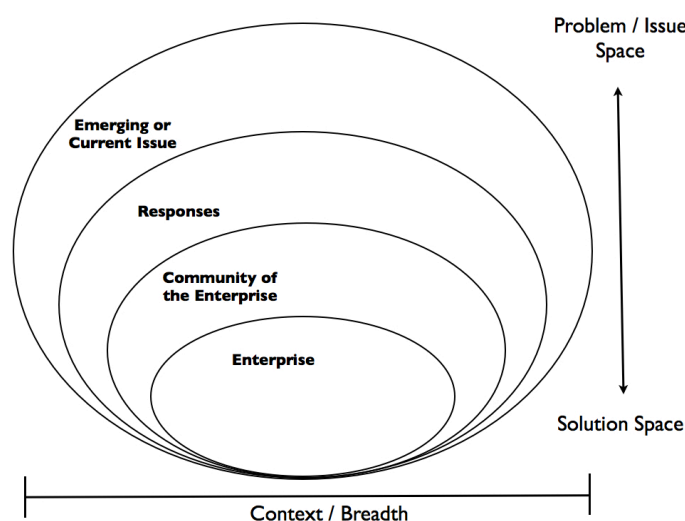 Problem / Issue
Space
Emerging or
Current Issue
Responses
Community of
the Enterprise
Enterprise
Solution Space
Context / Breadth